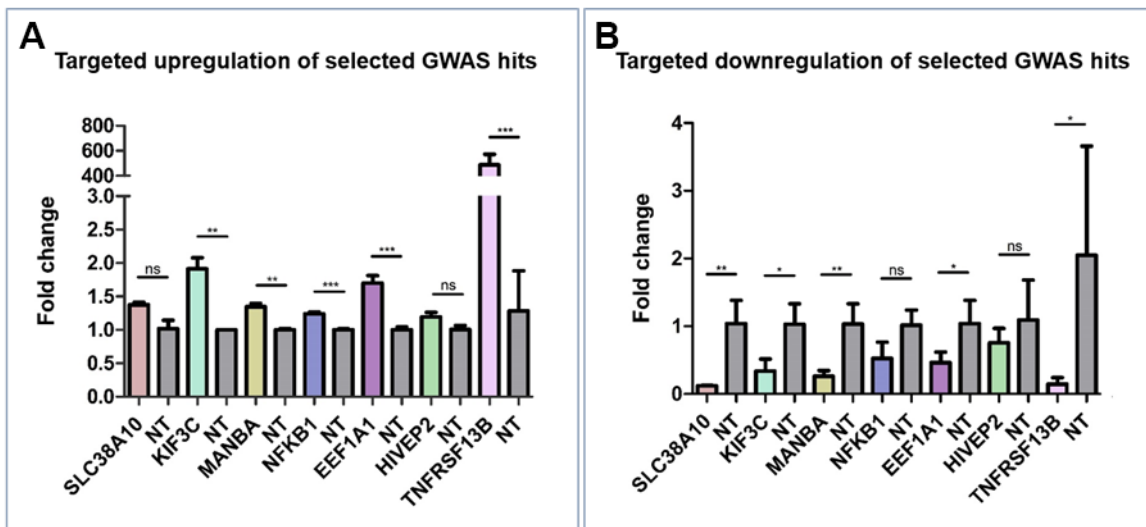 A
Targeted upregulation of selected GWAS hits
Fold change
800
600
400
3.0
2.5
2.0
1.5
1.0
0.5
0.0
ns
**
**
***
***
ns
***
SLC38A10
NT
KIF3C
NT
MANBA
NT
NFKB1
NT
EEF1A1
NT
HIVEP2
NT
TNFRSF13B
NT
B
Targeted downregulation of selected GWAS hits
Fold change
4
3
2
1
0
**
*
**
ns
*
ns
*
SLC38A10
NT
KIF3C
NT
MANBA
NT
NFKB1
NT
EEF1A1
NT
HIVEP2
NT
TNFRSF13B
NT